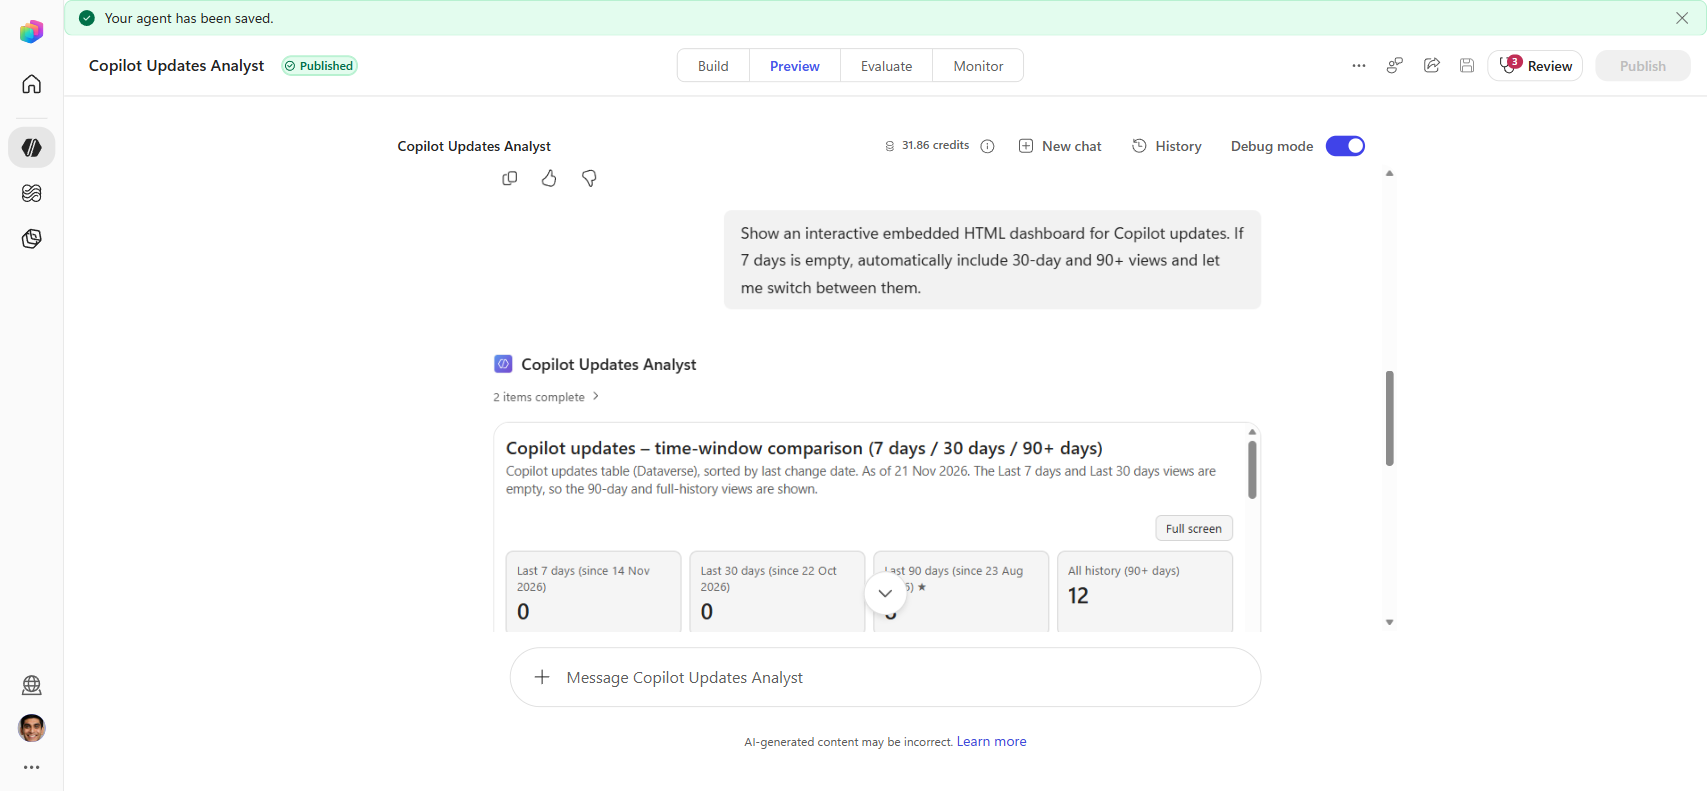 Your agent has been saved.
Copilot Updates Analyst
Published
Build
Preview
Evaluate
Monitor
3
Review
Publish
Copilot Updates Analyst
31.86 credits
New chat
History
Debug mode
Show an interactive embedded HTML dashboard for Copilot updates. If
7 days is empty, automatically include 30-day and 90+ views and let
me switch between them.
Copilot Updates Analyst
2 items complete
Copilot updates – time-window comparison (7 days / 30 days / 90+ days)
Copilot updates table (Dataverse), sorted by last change date. As of 21 Nov 2026. The Last 7 days and Last 30 days views are
empty, so the 90-day and full-history views are shown.
Full screen
Last 7 days (since 14 Nov
2026)
0
Last 30 days (since 22 Oct
2026)
0
Last 90 days (since 23 Aug
★
All history (90+ days)
12
Message Copilot Updates Analyst
AI-generated content may be incorrect. Learn more